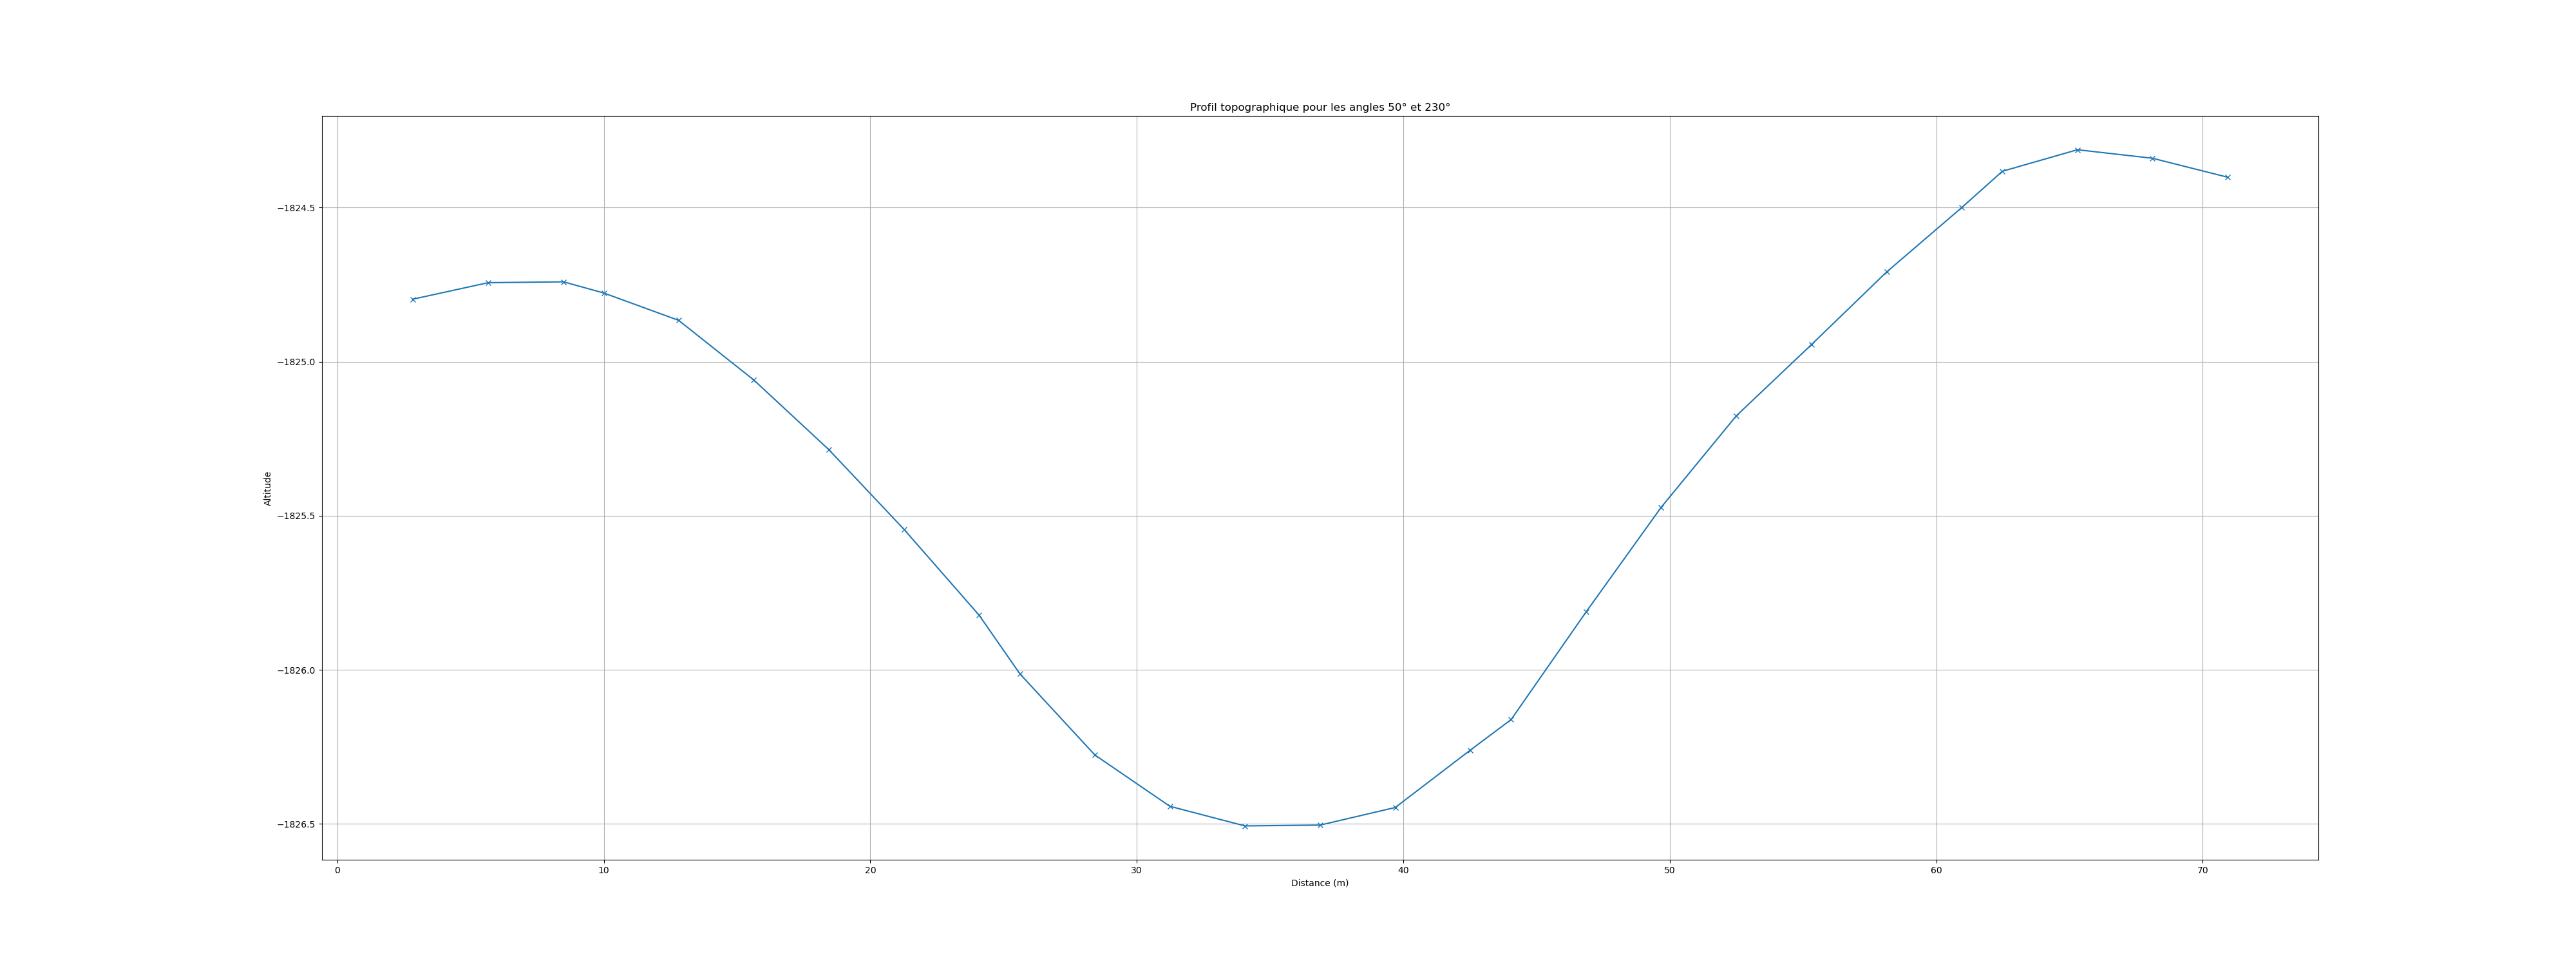 Profil topographique pour les angles 50° et 230°
Altitude
−1824.5
−1825.0
−1825.5
−1826.0
−1826.5
0 10 20 30 40 50 60 70
Distance (m)